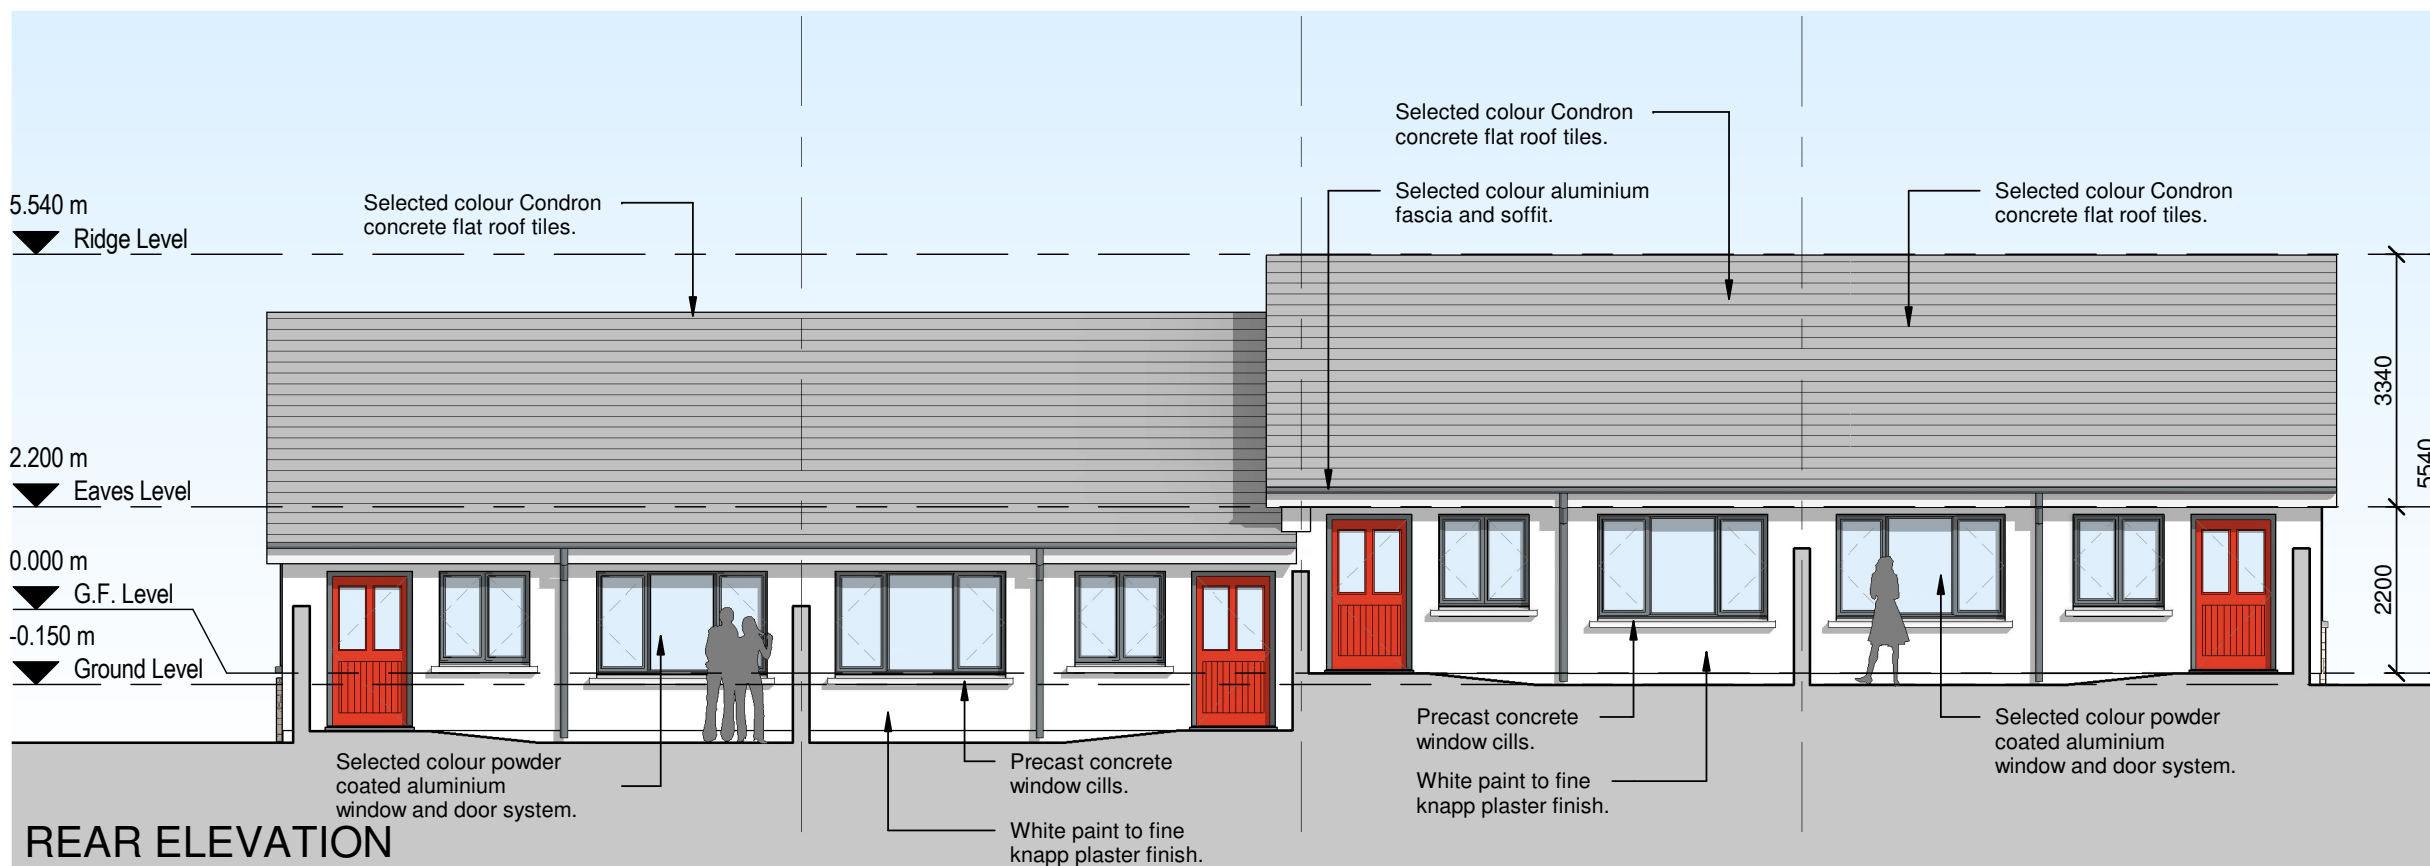 Selected colour Condron
concrete flat roof tiles.
5.540 m
Ridge Level
Selected colour Condron
concrete flat roof tiles.
Selected colour aluminium
fascia and soffit.
Selected colour Condron
concrete flat roof tiles.
3340
5540
2.200 m
Eaves Level
0.000 m
G.F. Level
2200
-0.150 m
Ground Level
Selected colour powder
coated aluminium
window and door system.
Precast concrete
window cills.
White paint to fine
knapp plaster finish.
Precast concrete
window cills.
White paint to fine
knapp plaster finish.
Selected colour powder
coated aluminium
window and door system.
REAR ELEVATION